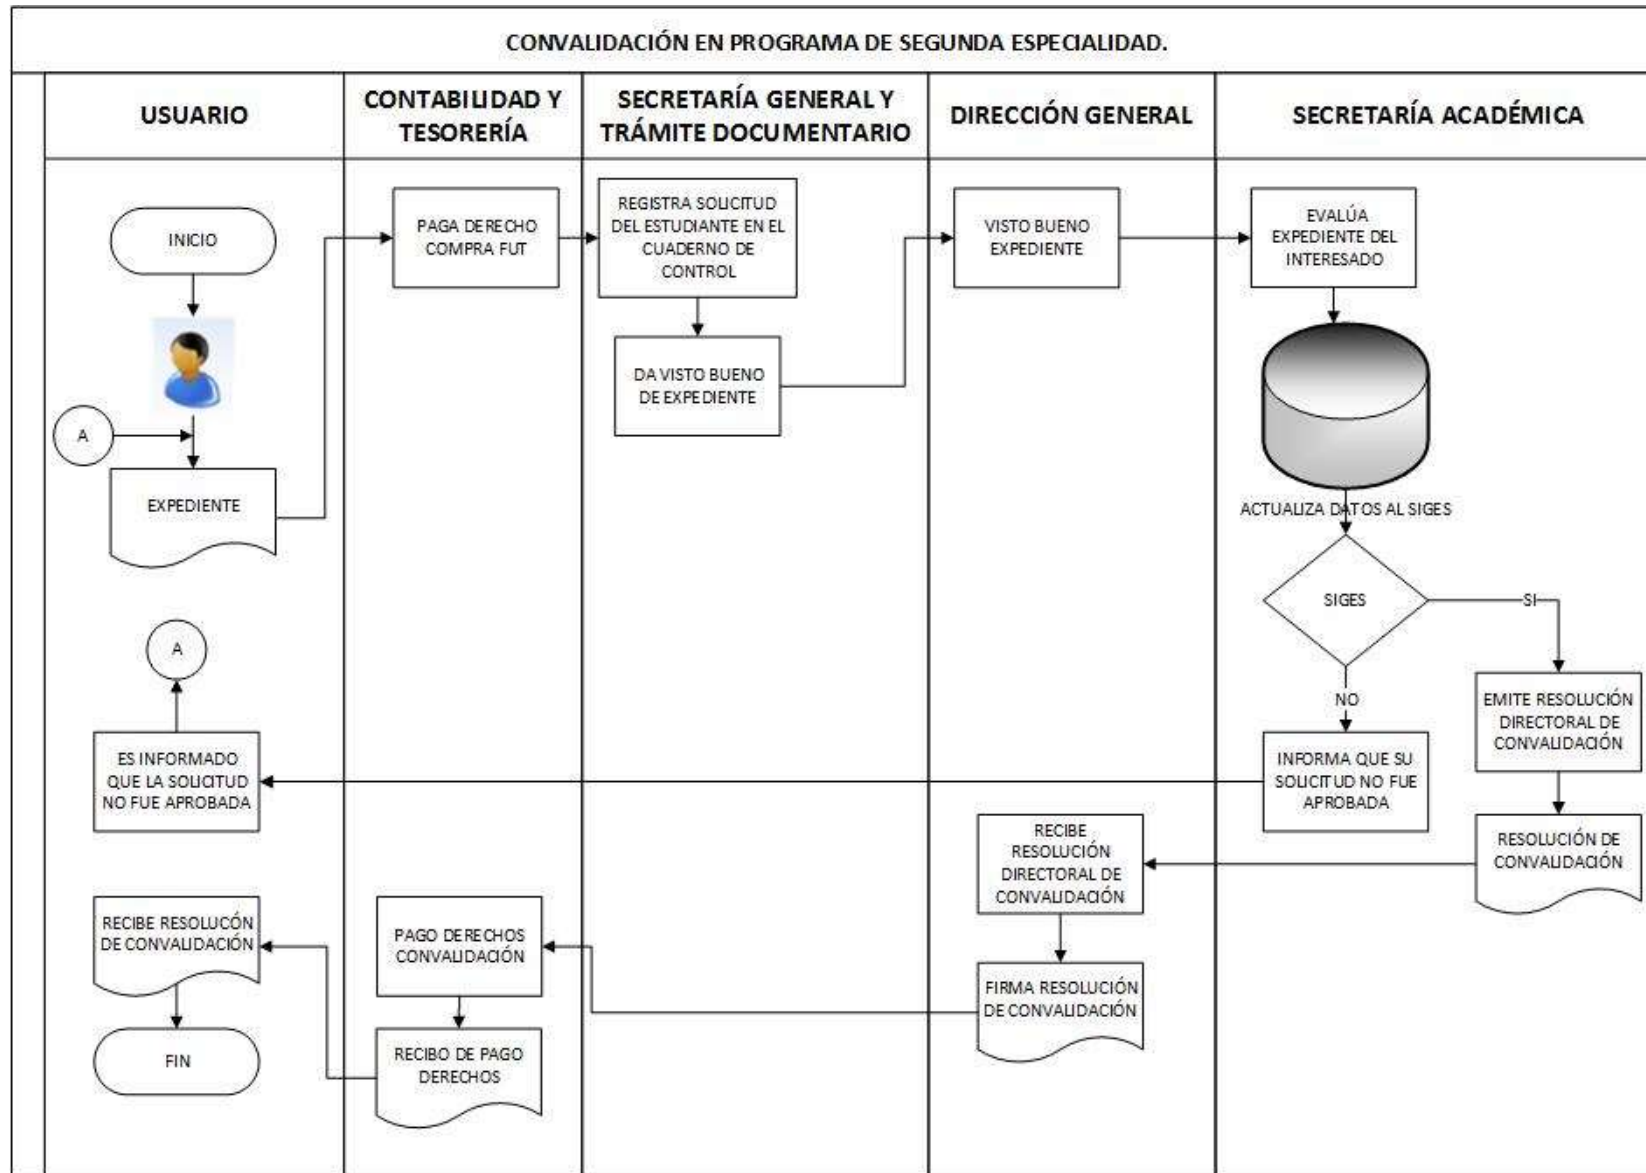 CONVALIDACIÓN EN PROGRAMA DE SEGUNDA ESPECIALIDAD.
USUARIO
CONTABILIDAD Y
TESORERÍA
SECRETARÍA GENERAL Y
TRÁMITE DOCUMENTARIO
DIRECCIÓN GENERAL
SECRETARÍA ACADÉMICA
INICIO
A
EXPEDIENTE
PAGA DERECHO
COMPRA FUT
REGISTRA SOLICITUD
DEL ESTUDIANTE EN EL
CUADERNO DE
CONTROL
DA VISTO BUENO
DE EXPEDIENTE
VISTO BUENO
EXPEDIENTE
EVALÚA
EXPEDIENTE DEL
INTERESADO
ACTUALIZA DATOS AL SIGES
SIGES
SI
NO
EMITE RESOLUCIÓN
DIRECTORAL DE
CONVALIDACIÓN
INFORMA QUE SU
SOLICITUD NO FUE
APROBADA
A
ES INFORMADO
QUE LA SOLICITUD
NO FUE APROBADA
RESOLUCIÓN DE
CONVALIDACIÓN
RECIBE
RESOLUCIÓN
DIRECTORAL DE
CONVALIDACIÓN
FIRMA RESOLUCIÓN
DE CONVALIDACIÓN
PAGO DERECHOS
CONVALIDACIÓN
RECIBO DE PAGO
DERECHOS
RECIBE RESOLUCÓN
DE CONVALIDACIÓN
FIN